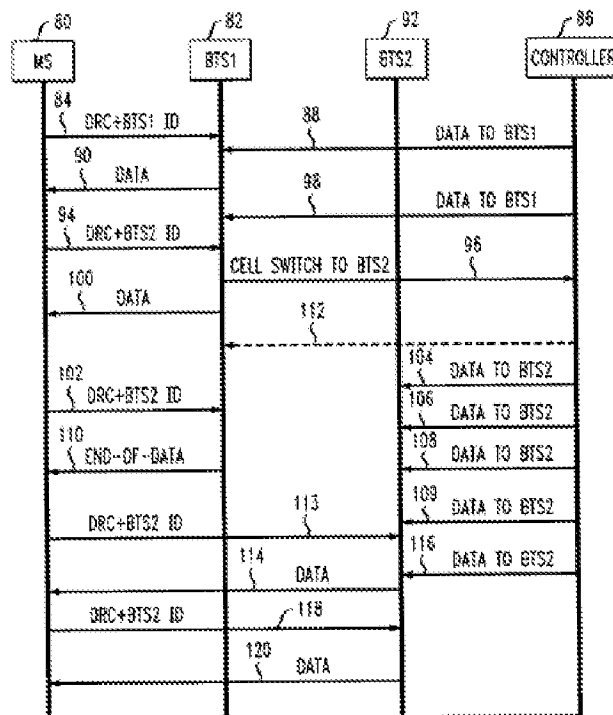 80 82 92 86
MS BTS1 BTS2 CONTROLLER
84
DRC+BTS1 ID
88 DATA TO BTS1
90 DATA
98 DATA TO BTS1
94
DRC+BTS2 ID
CELL SWITCH TO BTS2 96
100 DATA
112
104 DATA TO BTS2
102 DRC+BTS2 ID
106 DATA TO BTS2
110 END-OF-DATA
108 DATA TO BTS2
109 DATA TO BTS2
DRC+BTS2 ID 113
116 DATA TO BTS2
114 DATA
DRC+BTS2 ID 118
120 DATA